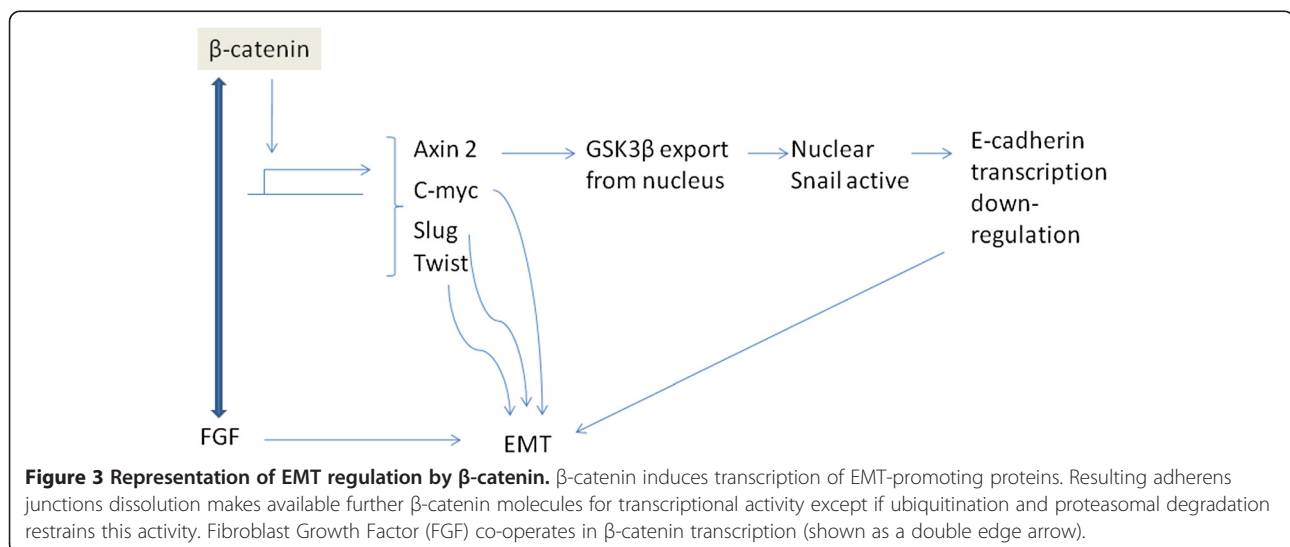 β-catenin
Axin 2
GSK3β export
from nucleus
Nuclear
Snail active
E-cadherin
transcription
down-
regulation
C-myc
Slug
Twist
FGF
EMT
Figure 3 Representation of EMT regulation by β-catenin. β-catenin induces transcription of EMT-promoting proteins. Resulting adherens
junctions dissolution makes available further β-catenin molecules for transcriptional activity except if ubiquitination and proteasomal degradation
restrains this activity. Fibroblast Growth Factor (FGF) co-operates in β-catenin transcription (shown as a double edge arrow).